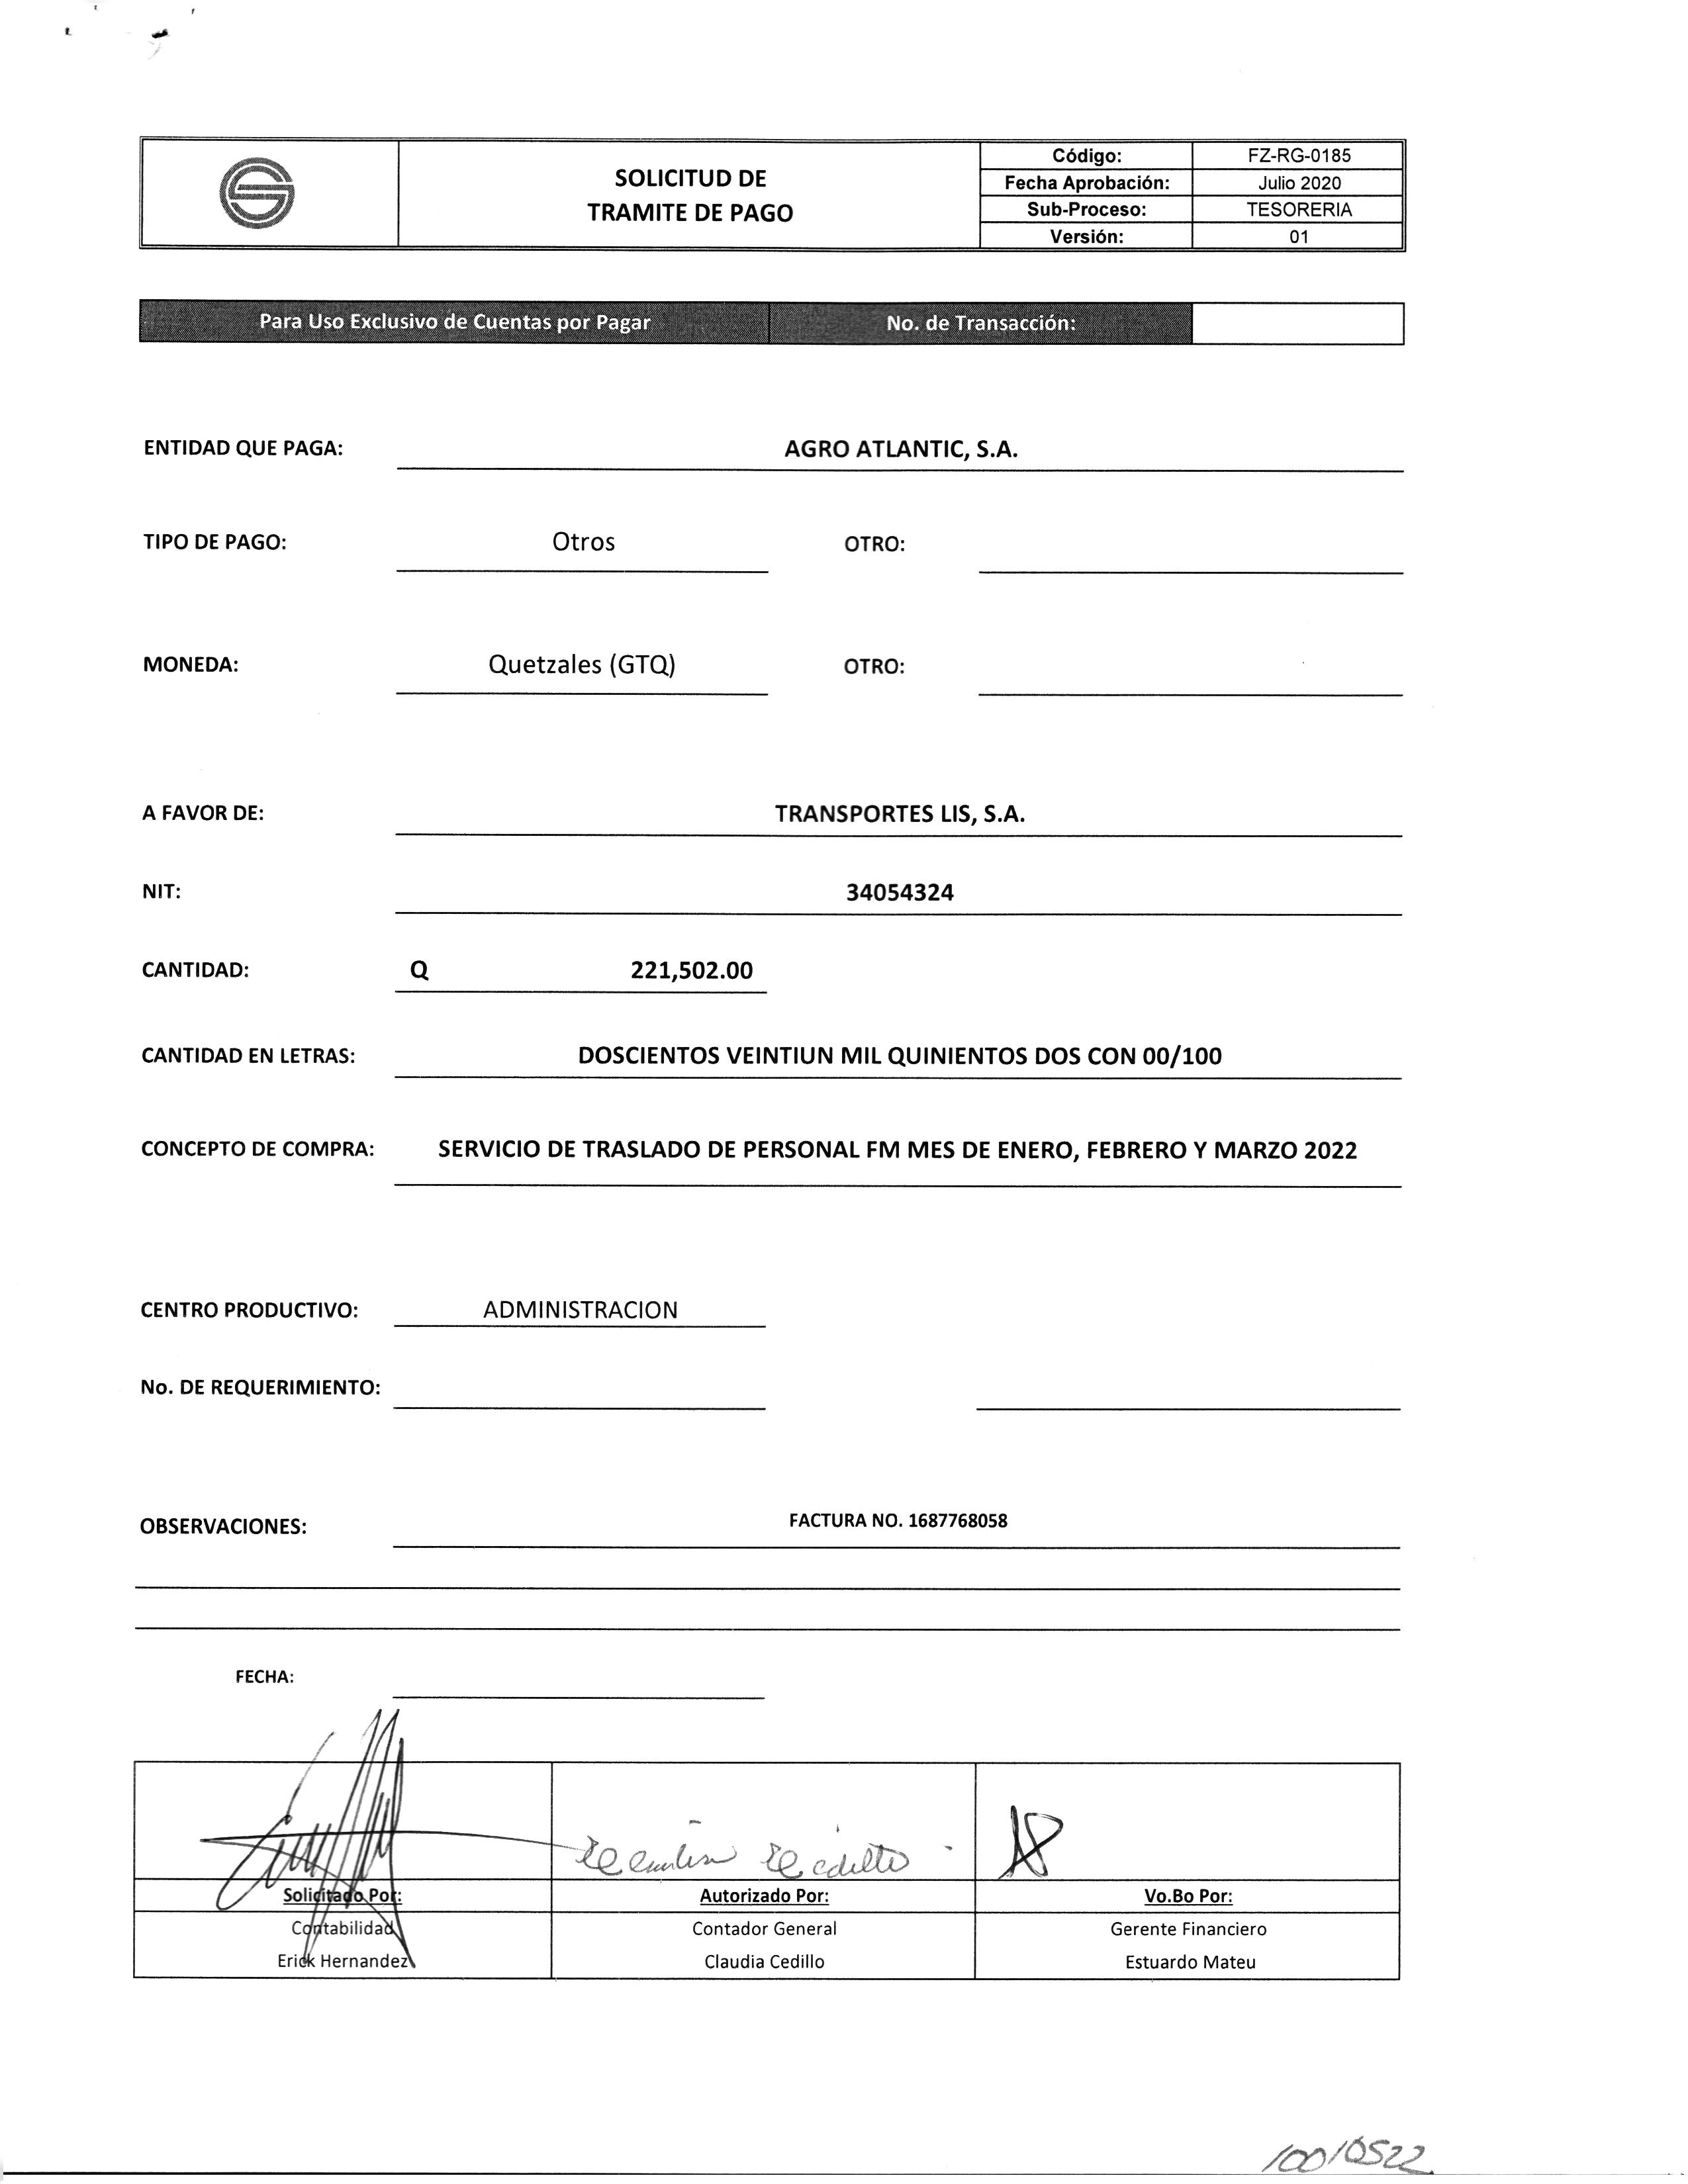 SOLICITUD DE
TRAMITE DE PAGO
Código: FZ-RG-0185
Fecha Aprobación: Julio 2020
Sub-Proceso: TESORERIA
Versión: 01
Para Uso Exclusivo de Cuentas por Pagar No. de Transacción:
ENTIDAD QUE PAGA: AGRO ATLANTIC, S.A.
TIPO DE PAGO: Otros OTRO:
MONEDA: Quetzales (GTQ) OTRO:
A FAVOR DE: TRANSPORTES LIS, S.A.
NIT: 34054324
CANTIDAD: Q 221,502.00
CANTIDAD EN LETRAS: DOSCIENTOS VEINTIUN MIL QUINIENTOS DOS CON 00/100
CONCEPTO DE COMPRA: SERVICIO DE TRASLADO DE PERSONAL FM MES DE ENERO, FEBRERO Y MARZO 2022
CENTRO PRODUCTIVO: ADMINISTRACION
No. DE REQUERIMIENTO:
OBSERVACIONES: FACTURA NO. 1687768058
FECHA:
Solicitado Por: Autorizado Por: Vo.Bo Por:
Contabilidad Contador General Gerente Financiero
Erick Hernandez Claudia Cedillo Estuardo Mateu
10010522